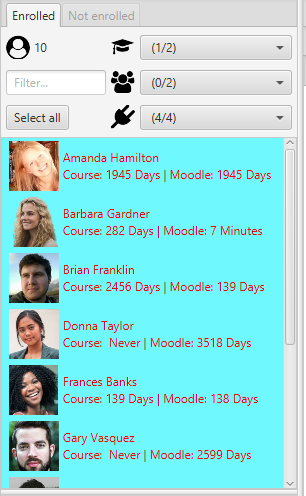 Enrolled
Not enrolled
10
(1/2)
Filter...
(0/2)
Select all
(4/4)
Amanda Hamilton
Course: 1945 Days | Moodle: 1945 Days
Barbara Gardner
Course: 282 Days | Moodle: 7 Minutes
Brian Franklin
Course: 2456 Days | Moodle: 139 Days
Donna Taylor
Course:  Never | Moodle: 3518 Days
Frances Banks
Course: 139 Days | Moodle: 138 Days
Gary Vasquez
Course:  Never | Moodle: 2599 Days